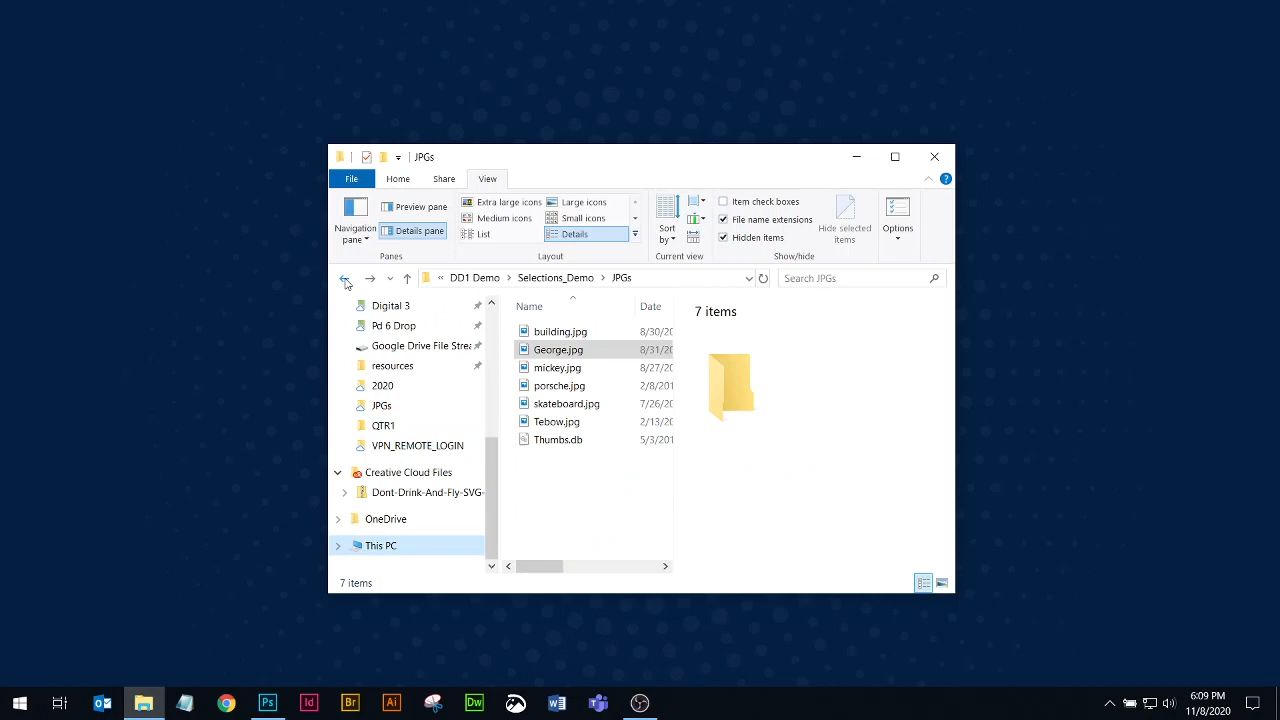 JPGs
File Home Share View
Navigation pane
Preview pane
Details pane
Panes
Extra large icons Large icons
Medium icons Small icons
List Details
Layout
Sort by
Current view
Item check boxes
File name extensions
Hidden items
Hide selected items
Show/hide
Options
« DD1 Demo > Selections_Demo > JPGs
Search JPGs
Digital 3
Pd 6 Drop
Google Drive File Strea
resources
2020
JPGs
QTR1
VPN_REMOTE_LOGIN
Creative Cloud Files
Dont-Drink-And-Fly-SVG-
OneDrive
This PC
Name Date
building.jpg 8/30/20
George.jpg 8/31/20
mickey.jpg 8/27/20
porsche.jpg 2/8/201
skateboard.jpg 7/26/20
Tebow.jpg 2/13/20
Thumbs.db 5/3/201
7 items
7 items
Ps Id Br Ai Dw
6:09 PM
11/8/2020